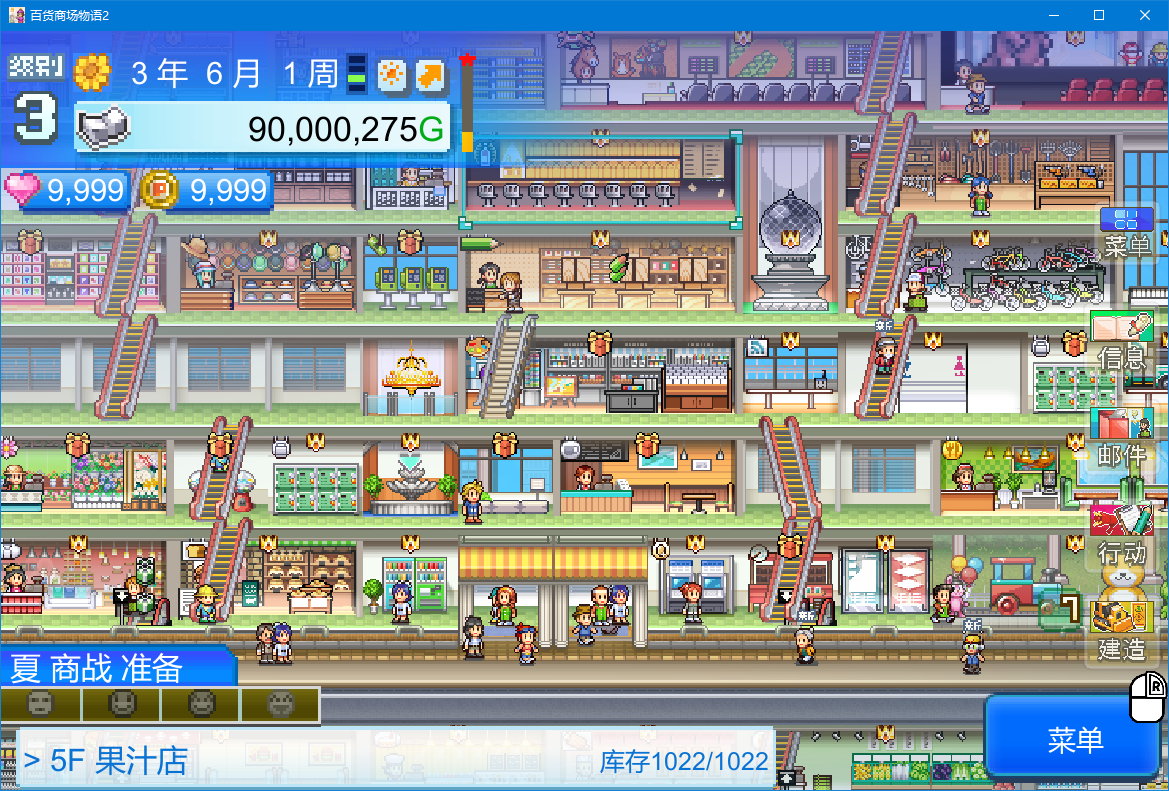 百货商场物语2
级别
3
3年 6月 1周
90,000,275G
9,999
9,999
菜单
信息
邮件
行动
建造
1
夏 商战 准备
> 5F 果汁店
库存1022/1022
菜单
R